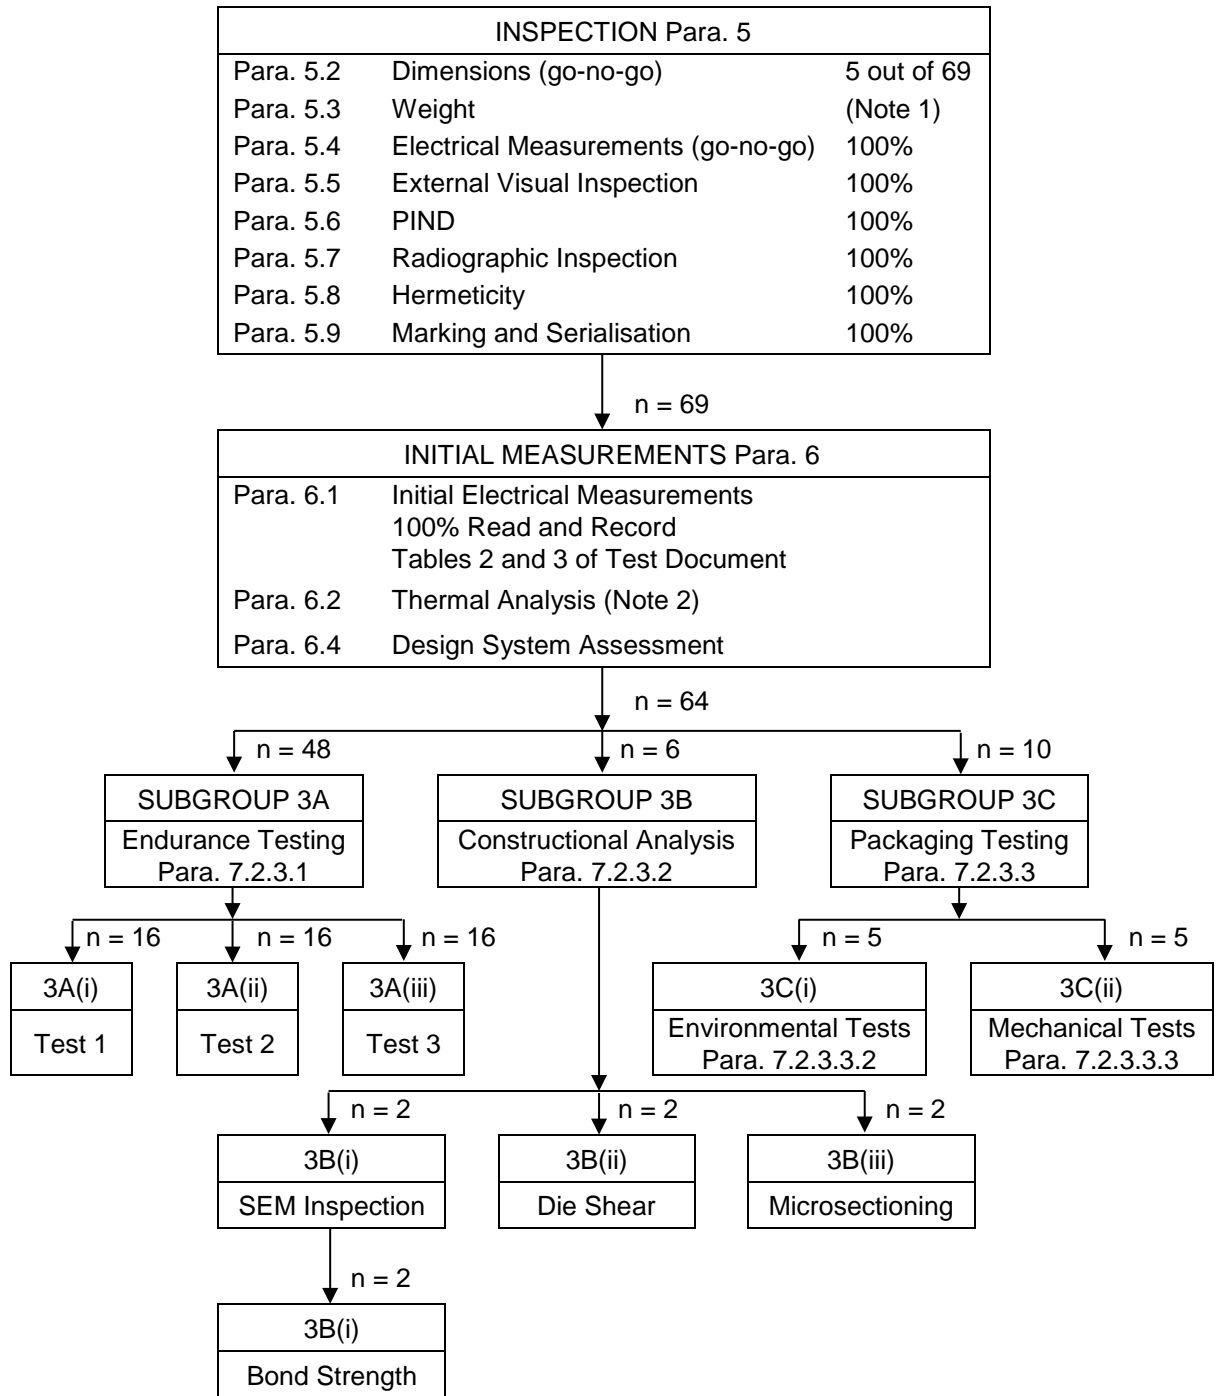 INSPECTION Para. 5
Para. 5.2 Dimensions (go-no-go) 5 out of 69
Para. 5.3 Weight (Note 1)
Para. 5.4 Electrical Measurements (go-no-go) 100%
Para. 5.5 External Visual Inspection 100%
Para. 5.6 PIND 100%
Para. 5.7 Radiographic Inspection 100%
Para. 5.8 Hermeticity 100%
Para. 5.9 Marking and Serialisation 100%
n = 69
INITIAL MEASUREMENTS Para. 6
Para. 6.1 Initial Electrical Measurements
100% Read and Record
Tables 2 and 3 of Test Document
Para. 6.2 Thermal Analysis (Note 2)
Para. 6.4 Design System Assessment
n = 64
n = 48 n = 6 n = 10
SUBGROUP 3A SUBGROUP 3B SUBGROUP 3C
Endurance Testing Constructional Analysis Packaging Testing
Para. 7.2.3.1 Para. 7.2.3.2 Para. 7.2.3.3
n = 16 n = 16 n = 16 n = 5 n = 5
3A(i) 3A(ii) 3A(iii) 3C(i) 3C(ii)
Test 1 Test 2 Test 3 Environmental Tests Mechanical Tests
Para. 7.2.3.3.2 Para. 7.2.3.3.3
n = 2 n = 2 n = 2
3B(i) 3B(ii) 3B(iii)
SEM Inspection Die Shear Microsectioning
n = 2
3B(i)
Bond Strength